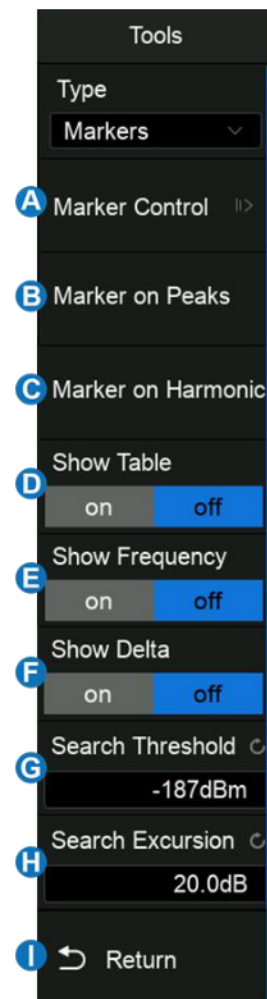 Tools
Type
Markers
A Marker Control
B Marker on Peaks
C Marker on Harmonic
Show Table
D
on off
Show Frequency
E
on off
Show Delta
F
on off
Search Threshold
G
-187dBm
Search Excursion
H
20.0dB
I Return